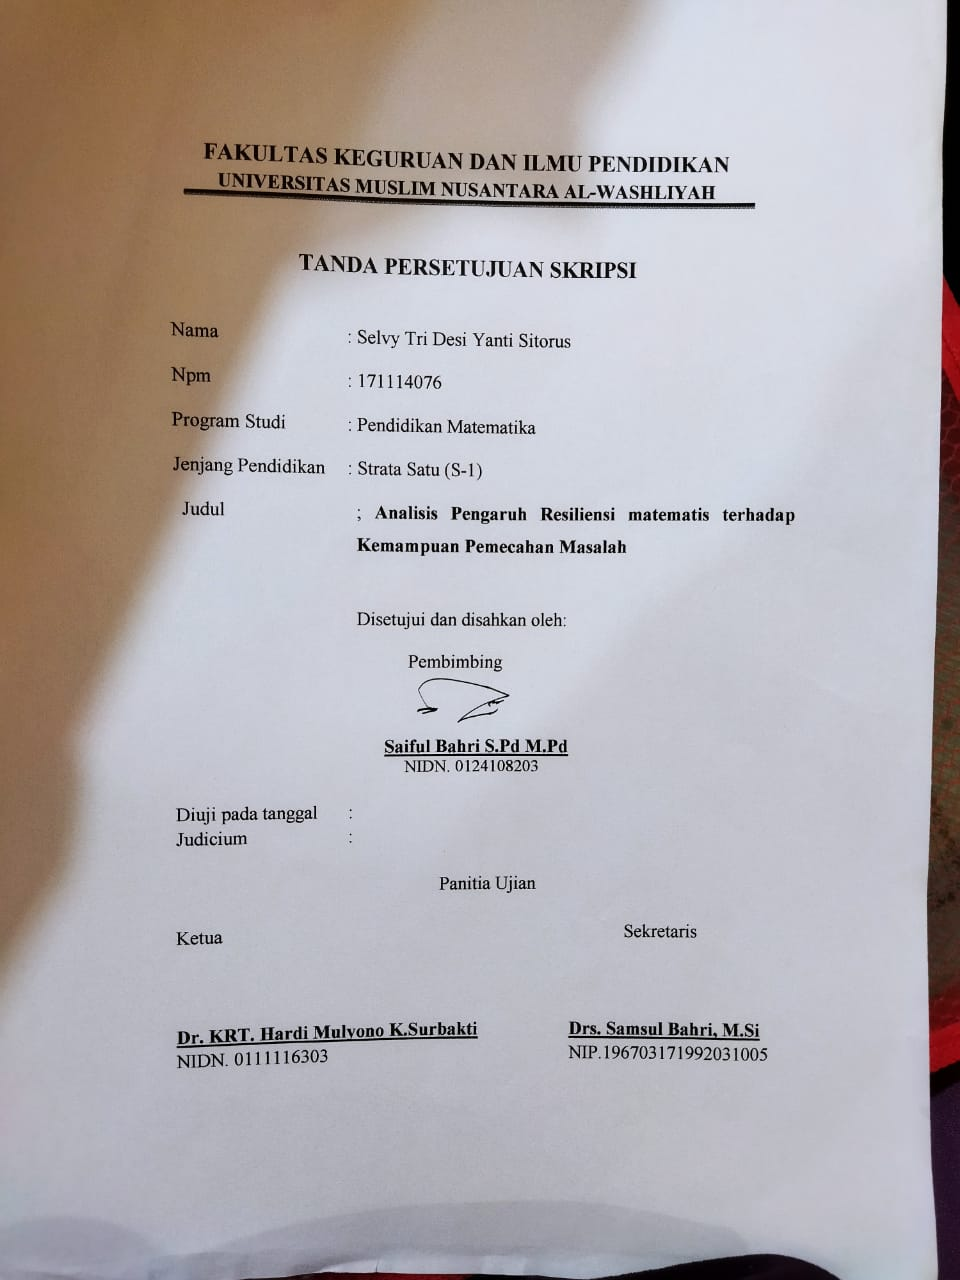 FAKULTAS KEGURUAN DAN ILMU PENDIDIKAN
UNIVERSITAS MUSLIM NUSANTARA AL-WASHLIYAH
TANDA PERSETUJUAN SKRIPSI
Nama : Selvy Tri Desi Yanti Sitorus
Npm : 171114076
Program Studi : Pendidikan Matematika
Jenjang Pendidikan : Strata Satu (S-1)
Judul ; Analisis Pengaruh Resiliensi matematis terhadap
Kemampuan Pemecahan Masalah
Disetujui dan disahkan oleh:
Pembimbing
Saiful Bahri S.Pd M.Pd
NIDN. 0124108203
Diuji pada tanggal :
Judicium :
Panitia Ujian
Ketua Sekretaris
Dr. KRT. Hardi Mulyono K.Surbakti Drs. Samsul Bahri, M.Si
NIDN. 0111116303 NIP.196703171992031005